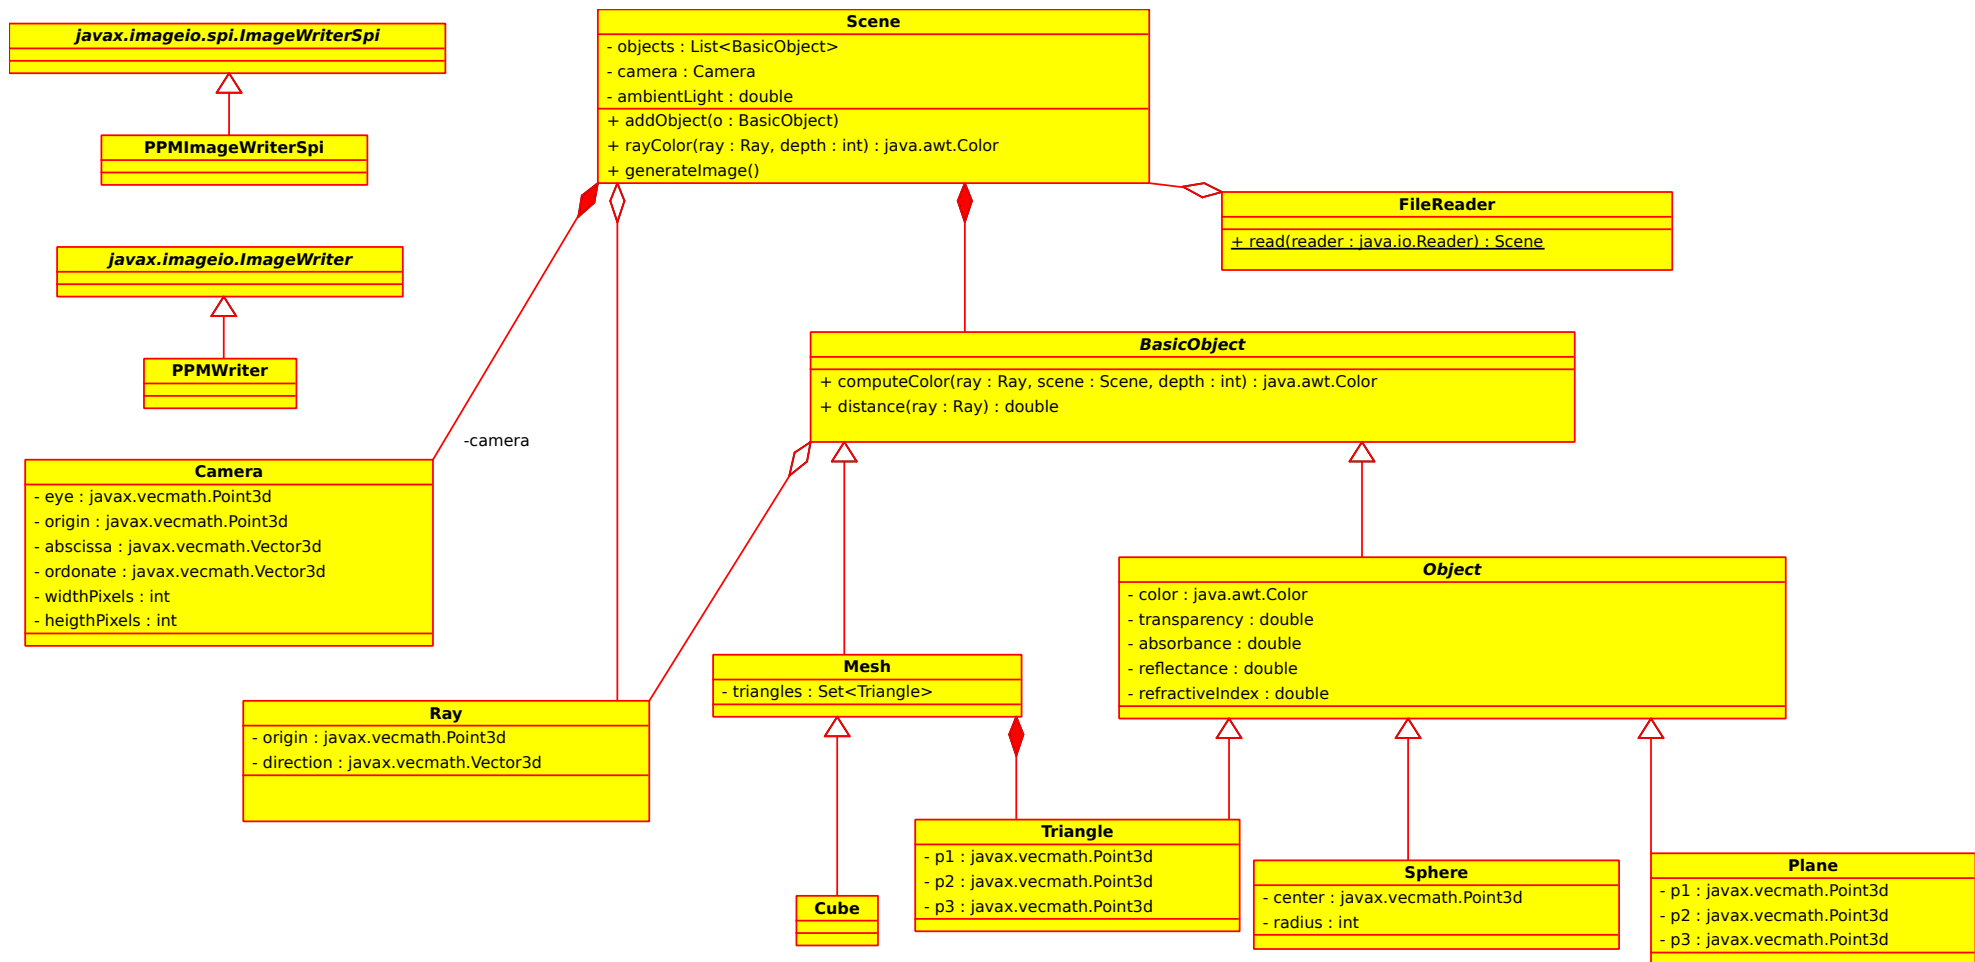 javax.imageio.spi.ImageWriterSpi
PPMImageWriterSpi
javax.imageio.ImageWriter
PPMWriter
Scene
- objects : List<BasicObject>
- camera : Camera
- ambientLight : double
+ addObject(o : BasicObject)
+ rayColor(ray : Ray, depth : int) : java.awt.Color
+ generateImage()
FileReader
+ read(reader : java.io.Reader) : Scene
BasicObject
+ computeColor(ray : Ray, scene : Scene, depth : int) : java.awt.Color
+ distance(ray : Ray) : double
-camera
Camera
- eye : javax.vecmath.Point3d
- origin : javax.vecmath.Point3d
- abscissa : javax.vecmath.Vector3d
- ordonate : javax.vecmath.Vector3d
- widthPixels : int
- heigthPixels : int
Object
- color : java.awt.Color
- transparency : double
- absorbance : double
- reflectance : double
- refractiveIndex : double
Mesh
- triangles : Set<Triangle>
Ray
- origin : javax.vecmath.Point3d
- direction : javax.vecmath.Vector3d
Cube
Triangle
- p1 : javax.vecmath.Point3d
- p2 : javax.vecmath.Point3d
- p3 : javax.vecmath.Point3d
Sphere
- center : javax.vecmath.Point3d
- radius : int
Plane
- p1 : javax.vecmath.Point3d
- p2 : javax.vecmath.Point3d
- p3 : javax.vecmath.Point3d